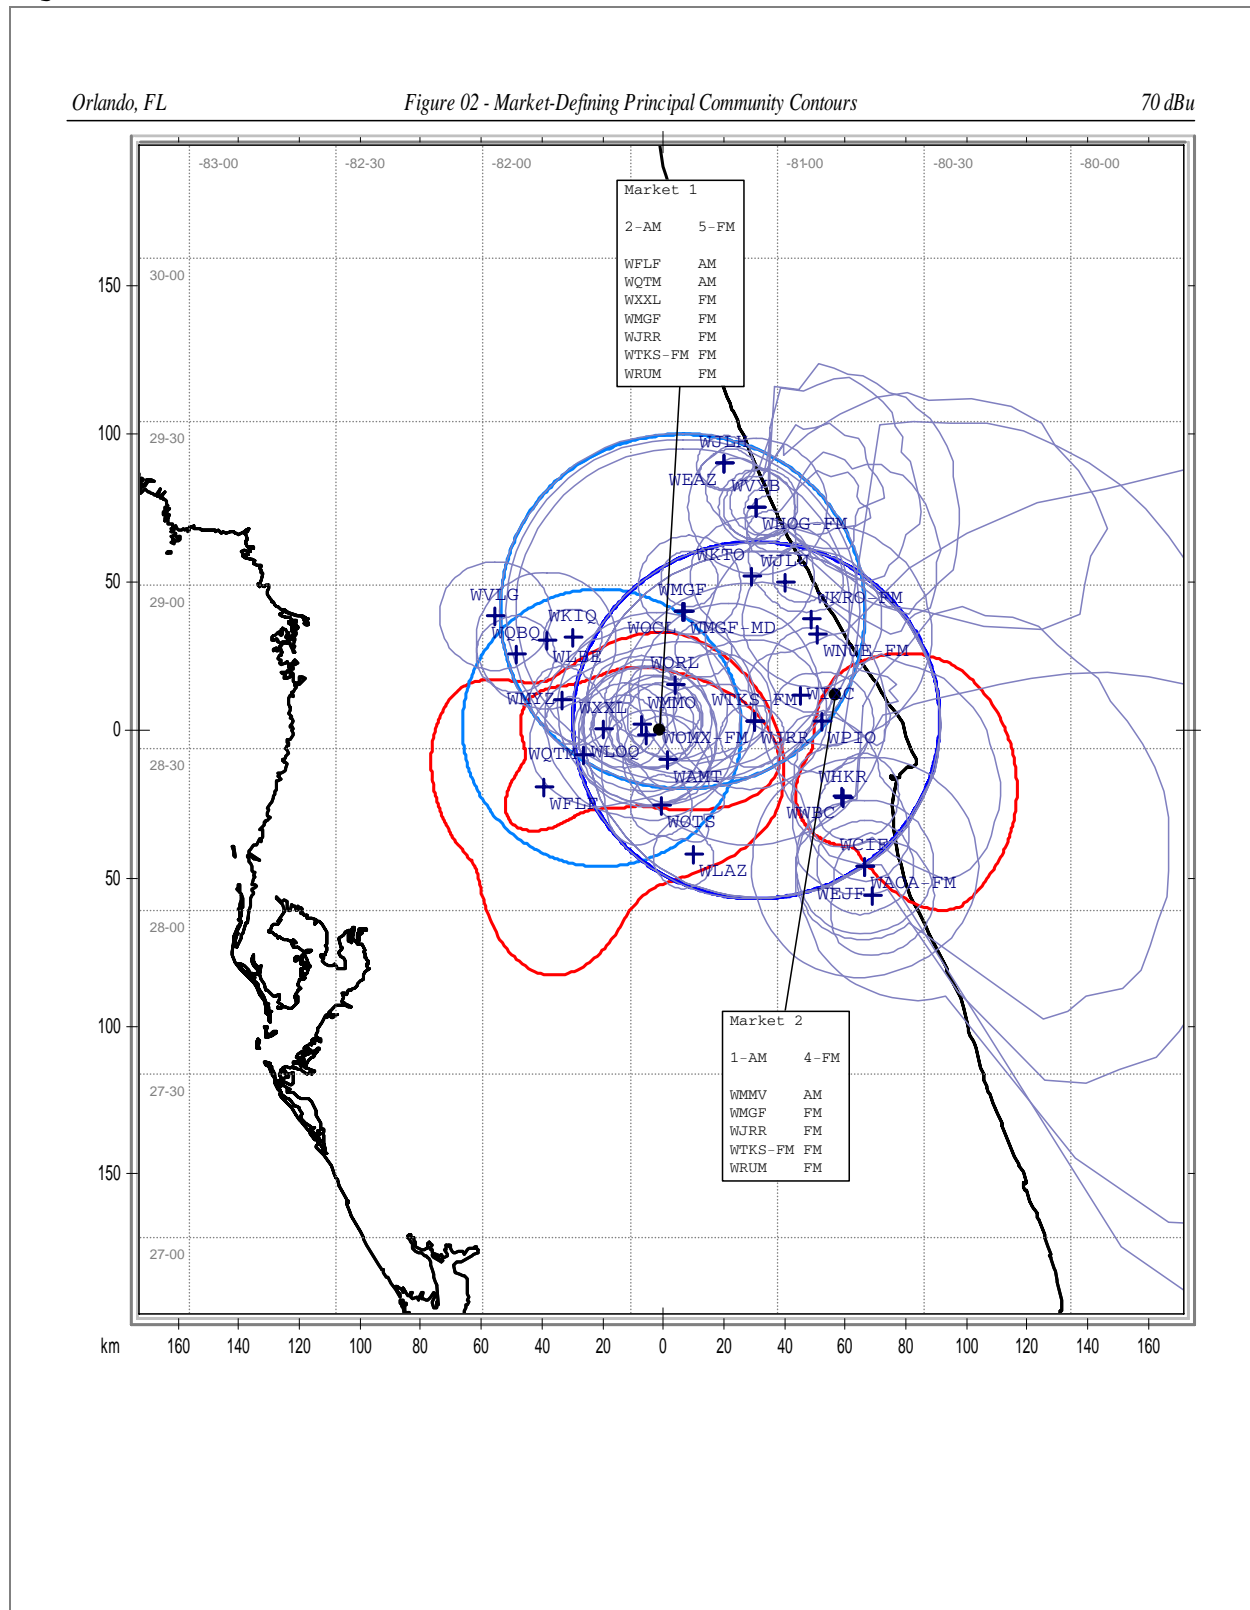 Orlando, FL Figure 02 - Market-Defining Principal Community Contours 70 dBu
-83-00 -82-30 -82-00 -81-00 -80-30 -80-00
Market 1
2-AM 5-FM
WFLF AM
WQTM AM
WXXL FM
WMGF FM
WJRR FM
WTKS-FM FM
WRUM FM
30-00
150
100
29-30
WJLH
WEAZ WVYB
WHOG-FM
WKTO WJLU
50
29-00
WVLG WMGF WKRO-FM
WKIQ
WQBQ WOCL WMGF-MD
WLBE WNUE-FM
WORL
WMYZ WXXL WMMO WTKS-FM WTLC
0
WOMX-FM WJRR WPIO
WQTM WLOQ
28-30
WAMT WHKR
WFLF WOTS WWBC
WCIF
50
WLAZ WEJF WAOA-FM
28-00
100
Market 2
1-AM 4-FM
27-30
WMMV AM
WMGF FM
WJRR FM
WTKS-FM FM
WRUM FM
150
27-00
km 160 140 120 100 80 60 40 20 0 20 40 60 80 100 120 140 160